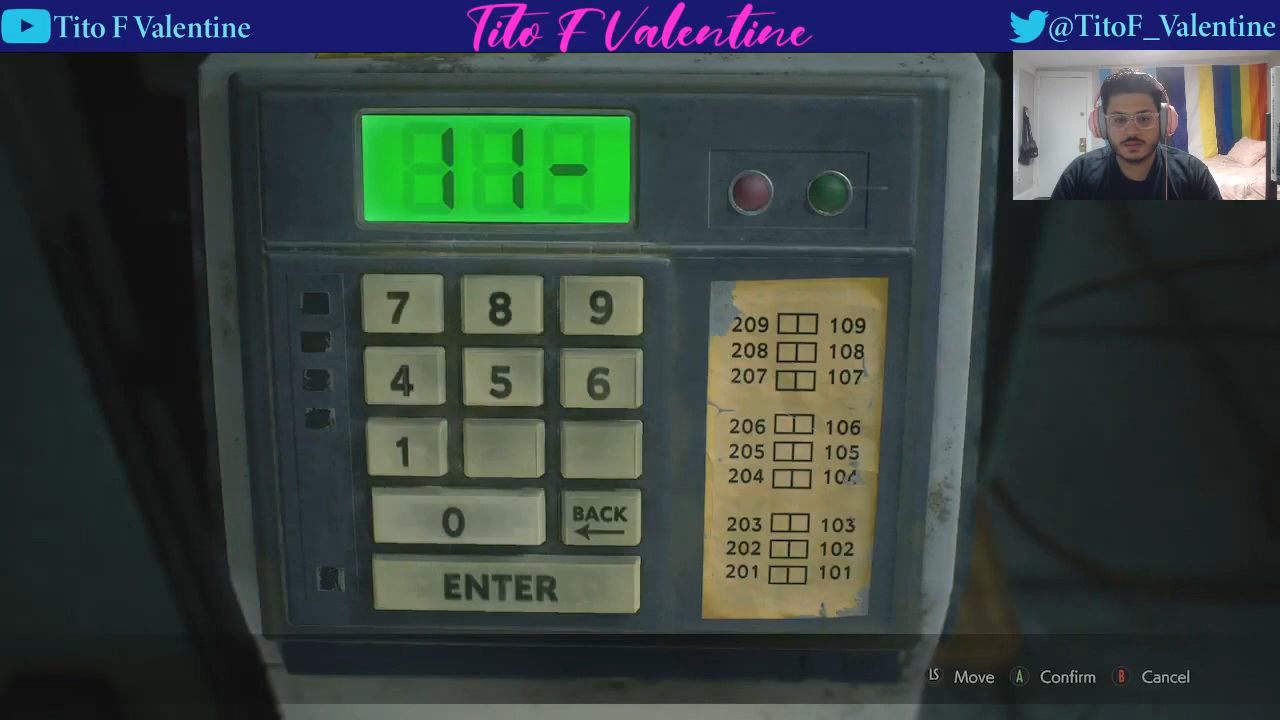 Tito F Valentine
Tito F Valentine
@TitoF_Valentine
11-
7 8 9
4 5 6
1
0 BACK
ENTER
209 109
208 108
207 107
206 106
205 105
204 104
203 103
202 102
201 101
LS Move A Confirm B Cancel